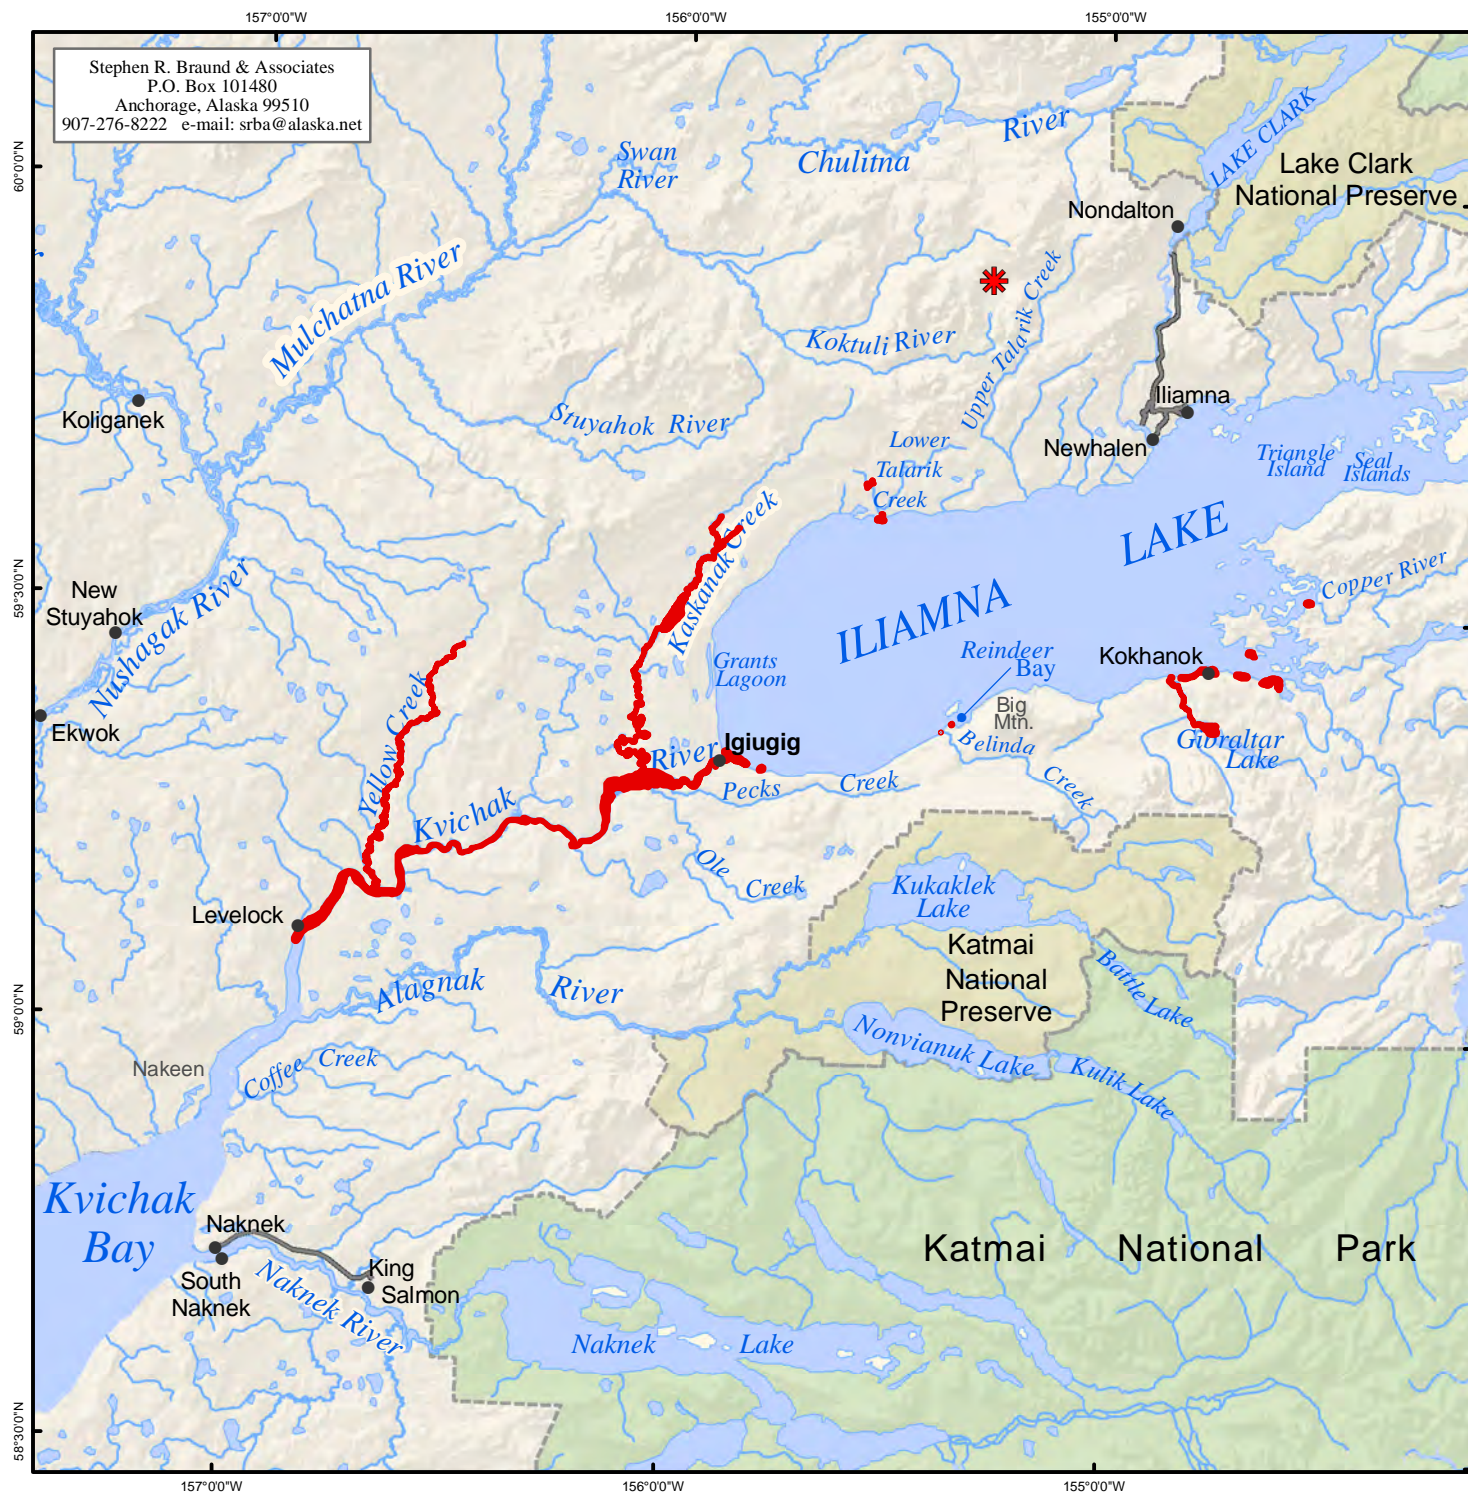 157°0'0"W
156°0'0"W
155°0'0"W
Stephen R. Braund & Associates
P.O. Box 101480
Anchorage, Alaska 99510
907-276-8222 e-mail: srba@alaska.net
60°0'0"N
59°30'0"N
59°0'0"N
58°30'0"N
Swan
River
Chulitna River
LAKE CLARK
Lake Clark
National Preserve
Nondalton
Mulchatna River
Koktuli River
Upper Talarik Creek
Stuyahok River
Koliganek
Iliamna
Newhalen
Lower
Talarik
Creek
Triangle
Island
Seal
Islands
Kaskanak Creek
ILIAMNA LAKE
Copper River
New
Stuyahok
Nushagak River
Ekwok
Grants
Lagoon
Reindeer
Bay
Kokhanok
Big
Mtn.
Belinda
Creek
Gibraltar
Lake
Yellow Creek
Igiugig
Kvichak River
Pecks Creek
Ole
Creek
Levelock
Kukaklek
Lake
Katmai
National
Preserve
Battle Lake
Alagnak River
Nonvianuk Lake
Kulik Lake
Nakeen
Coffee Creek
Kvichak
Bay
Naknek
South
Naknek
King
Salmon
Naknek River
Naknek Lake
Katmai National Park
157°0'0"W
156°0'0"W
155°0'0"W